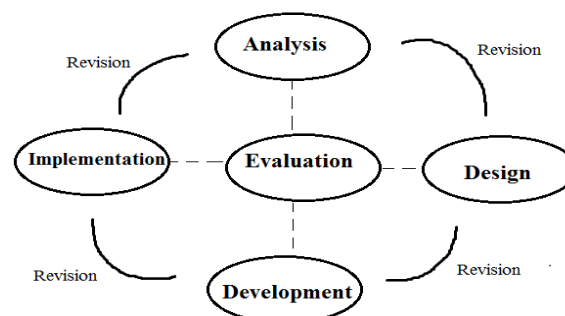 Analysis
Revision
Revision
Implementation
Evaluation
Design
Revision
Revision
Development